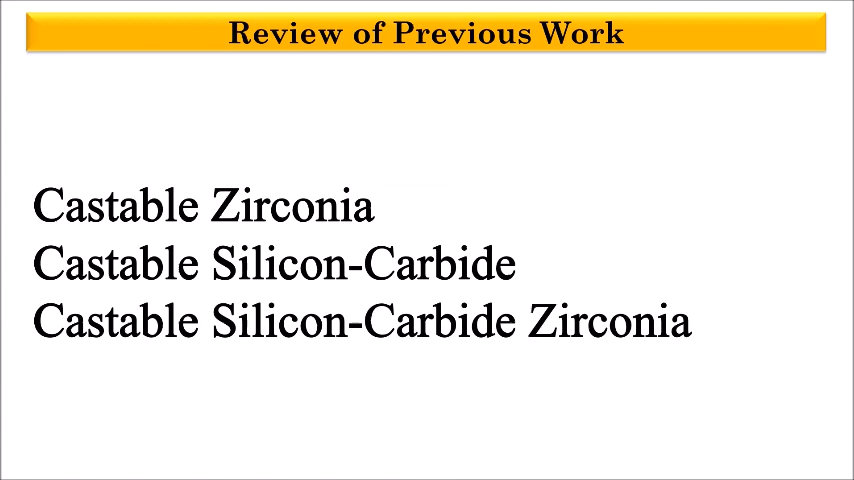 Review of Previous Work
Castable Zirconia
Castable Silicon-Carbide
Castable Silicon-Carbide Zirconia